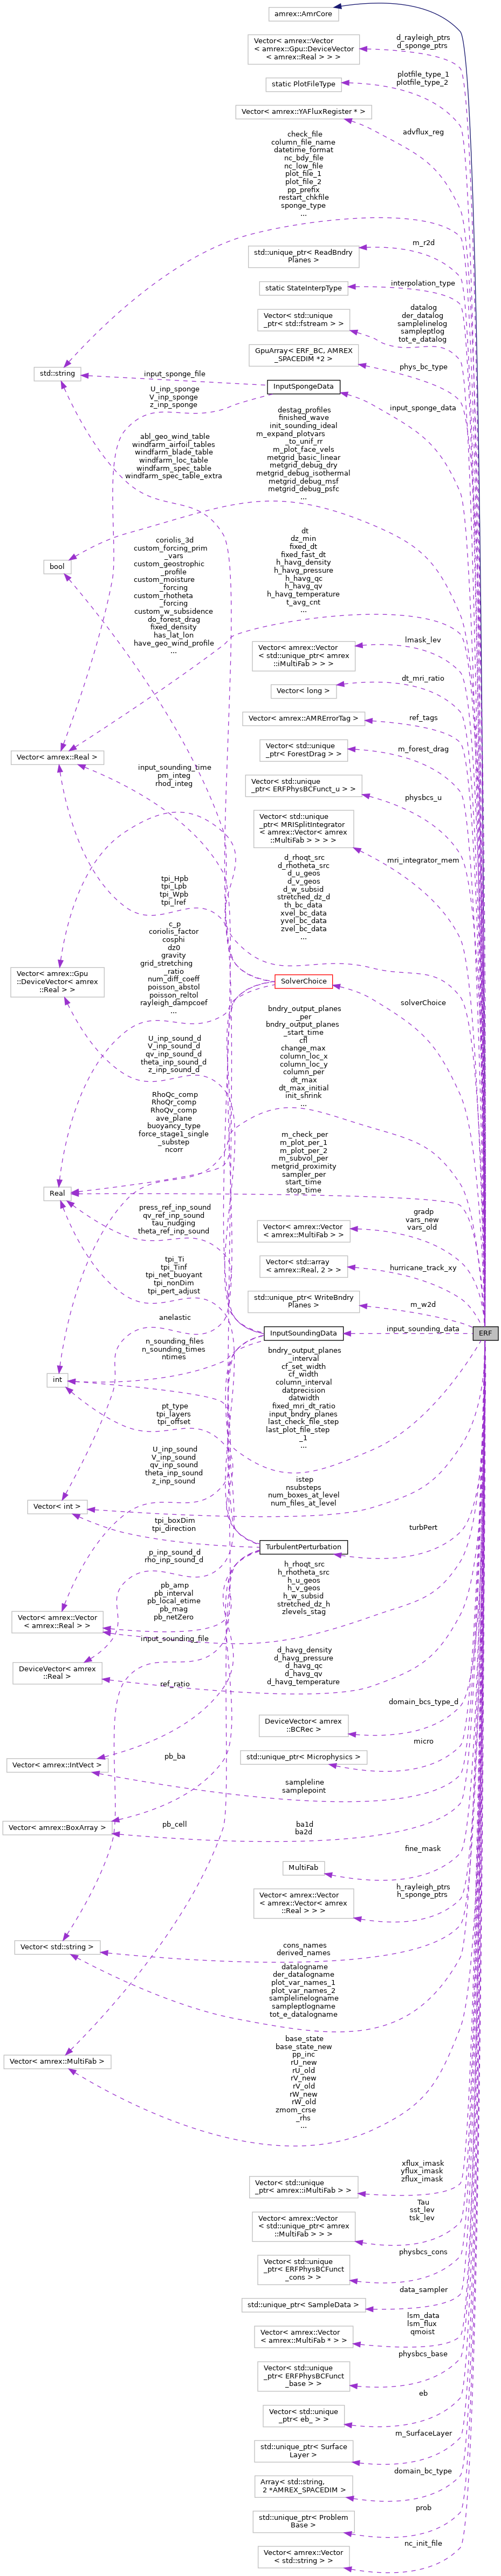 amrex::AmrCore
Vector< amrex::Vector
< amrex::Gpu::DeviceVector
< amrex::Real > > >
d_rayleigh_ptrs
d_sponge_ptrs
static PlotFileType
plotfile_type_1
plotfile_type_2
Vector< amrex::YAFluxRegister * >
advflux_reg
check_file
column_file_name
datetime_format
nc_bdy_file
nc_low_file
plot_file_1
plot_file_2
pp_prefix
restart_chkfile
sponge_type
...
std::unique_ptr< ReadBndry
Planes >
m_r2d
static StateInterpType
interpolation_type
Vector< std::unique
_ptr< std::fstream > >
datalog
der_datalog
samplelinelog
sampleptlog
tot_e_datalog
GpuArray< ERF_BC, AMREX
_SPACEDIM *2 >
phys_bc_type
std::string
input_sponge_file
InputSpongeData
input_sponge_data
U_inp_sponge
V_inp_sponge
z_inp_sponge
abl_geo_wind_table
windfarm_airfoil_tables
windfarm_blade_table
windfarm_loc_table
windfarm_spec_table
windfarm_spec_table_extra
destag_profiles
finished_wave
init_sounding_ideal
m_expand_plotvars
_to_unif_rr
m_plot_face_vels
metgrid_basic_linear
metgrid_debug_dry
metgrid_debug_isothermal
metgrid_debug_msf
metgrid_debug_psfc
...
bool
coriolis_3d
custom_forcing_prim
_vars
custom_geostrophic
_profile
custom_moisture
_forcing
custom_rhotheta
_forcing
custom_w_subsidence
do_forest_drag
fixed_density
has_lat_lon
have_geo_wind_profile
...
dt
dz_min
fixed_dt
fixed_fast_dt
h_havg_density
h_havg_pressure
h_havg_qc
h_havg_qv
h_havg_temperature
t_avg_cnt
...
Vector< amrex::Vector
< std::unique_ptr< amrex
::iMultiFab > > >
lmask_lev
Vector< long >
dt_mri_ratio
Vector< amrex::AMRErrorTag >
ref_tags
Vector< std::unique
_ptr< ForestDrag > >
m_forest_drag
Vector< amrex::Real >
input_sounding_time
pm_integ
rhod_integ
Vector< std::unique
_ptr< ERFPhysBCFunct_u > >
physbcs_u
Vector< std::unique
_ptr< MRISplitIntegrator
< amrex::Vector< amrex
::MultiFab > > > >
mri_integrator_mem
tpi_Hpb
tpi_Lpb
tpi_Wpb
tpi_lref
d_rhoqt_src
d_rhotheta_src
d_u_geos
d_v_geos
d_w_subsid
stretched_dz_d
th_bc_data
xvel_bc_data
yvel_bc_data
zvel_bc_data
...
Vector< amrex::Gpu
::DeviceVector< amrex
::Real > >
c_p
coriolis_factor
cosphi
dz0
gravity
grid_stretching
_ratio
num_diff_coeff
poisson_abstol
poisson_reltol
rayleigh_dampcoef
...
SolverChoice
solverChoice
bndry_output_planes
_per
bndry_output_planes
_start_time
cfl
change_max
column_loc_x
column_loc_y
column_per
dt_max
dt_max_initial
init_shrink
...
U_inp_sound_d
V_inp_sound_d
qv_inp_sound_d
theta_inp_sound_d
z_inp_sound_d
RhoQc_comp
RhoQr_comp
RhoQv_comp
ave_plane
buoyancy_type
force_stage1_single
_substep
ncorr
Real
m_check_per
m_plot_per_1
m_plot_per_2
m_subvol_per
metgrid_proximity
sampler_per
start_time
stop_time
press_ref_inp_sound
qv_ref_inp_sound
tau_nudging
theta_ref_inp_sound
Vector< amrex::Vector
< amrex::MultiFab > >
gradp
vars_new
vars_old
Vector< std::array
< amrex::Real, 2 > >
hurricane_track_xy
tpi_Ti
tpi_Tinf
tpi_net_buoyant
tpi_nonDim
tpi_pert_adjust
std::unique_ptr< WriteBndry
Planes >
m_w2d
anelastic
InputSoundingData
input_sounding_data
ERF
n_sounding_files
n_sounding_times
ntimes
int
bndry_output_planes
_interval
cf_set_width
cf_width
column_interval
datprecision
datwidth
fixed_mri_dt_ratio
input_bndry_planes
last_check_file_step
last_plot_file_step
_1
...
pt_type
tpi_layers
tpi_offset
U_inp_sound
V_inp_sound
qv_inp_sound
theta_inp_sound
z_inp_sound
istep
nsubsteps
num_boxes_at_level
num_files_at_level
Vector< int >
tpi_boxDim
tpi_direction
TurbulentPerturbation
turbPert
p_inp_sound_d
rho_inp_sound_d
h_rhoqt_src
h_rhotheta_src
h_u_geos
h_v_geos
h_w_subsid
stretched_dz_h
zlevels_stag
pb_amp
pb_interval
pb_local_etime
pb_mag
pb_netZero
Vector< amrex::Vector
< amrex::Real > >
input_sounding_file
DeviceVector< amrex
::Real >
d_havg_density
d_havg_pressure
d_havg_qc
d_havg_qv
d_havg_temperature
ref_ratio
DeviceVector< amrex
::BCRec >
domain_bcs_type_d
std::unique_ptr< Microphysics >
micro
Vector< amrex::IntVect >
pb_ba
sampleline
samplepoint
Vector< amrex::BoxArray >
pb_cell
ba1d
ba2d
MultiFab
fine_mask
Vector< amrex::Vector
< amrex::Vector< amrex
::Real > > >
h_rayleigh_ptrs
h_sponge_ptrs
Vector< std::string >
cons_names
derived_names
datalogname
der_datalogname
plot_var_names_1
plot_var_names_2
samplelinelogname
sampleptlogname
tot_e_datalogname
Vector< amrex::MultiFab >
base_state
base_state_new
pp_inc
rU_new
rU_old
rV_new
rV_old
rW_new
rW_old
zmom_crse
_rhs
...
Vector< std::unique
_ptr< amrex::iMultiFab > >
xflux_imask
yflux_imask
zflux_imask
Vector< amrex::Vector
< std::unique_ptr< amrex
::MultiFab > > >
Tau
sst_lev
tsk_lev
Vector< std::unique
_ptr< ERFPhysBCFunct
_cons > >
physbcs_cons
std::unique_ptr< SampleData >
data_sampler
Vector< amrex::Vector
< amrex::MultiFab * > >
lsm_data
lsm_flux
qmoist
Vector< std::unique
_ptr< ERFPhysBCFunct
_base > >
physbcs_base
Vector< std::unique
_ptr< eb_ > >
eb
std::unique_ptr< Surface
Layer >
m_SurfaceLayer
Array< std::string,
2 *AMREX_SPACEDIM >
domain_bc_type
std::unique_ptr< Problem
Base >
prob
Vector< amrex::Vector
< std::string > >
nc_init_file